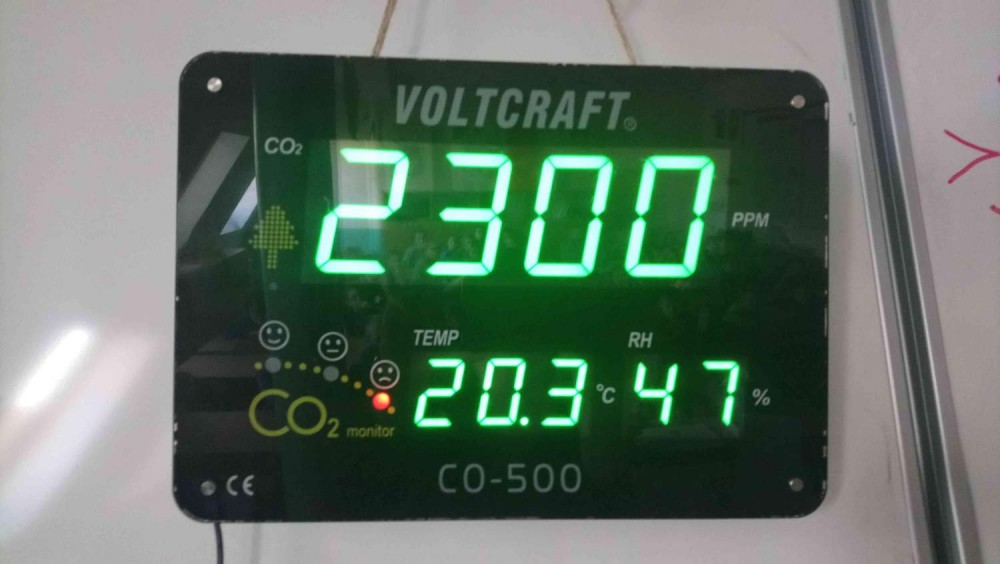 VOLTCRAFT®
CO₂
2300 PPM
TEMP RH
20.3 °C 47 %
CO₂ monitor
CE CO-500